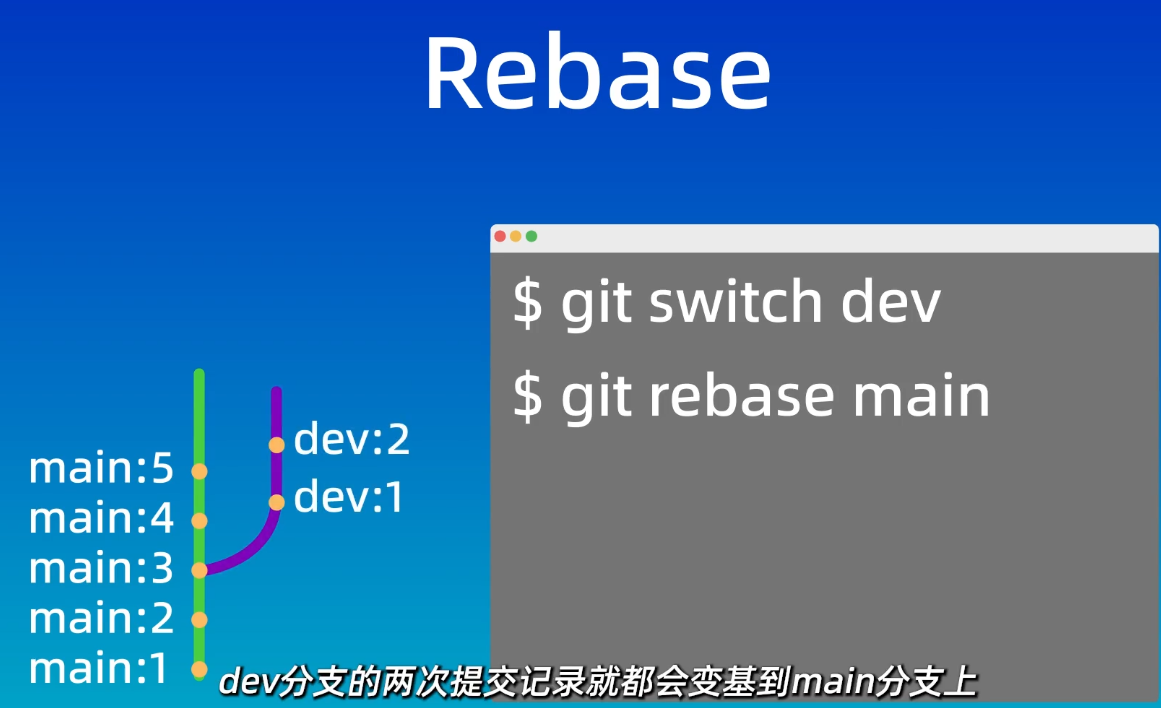 Rebase
$ git switch dev
$ git rebase main
dev:2
main:5
dev:1
main:4
main:3
main:2
main:1
dev分支的两次提交记录就都会变基到main分支上